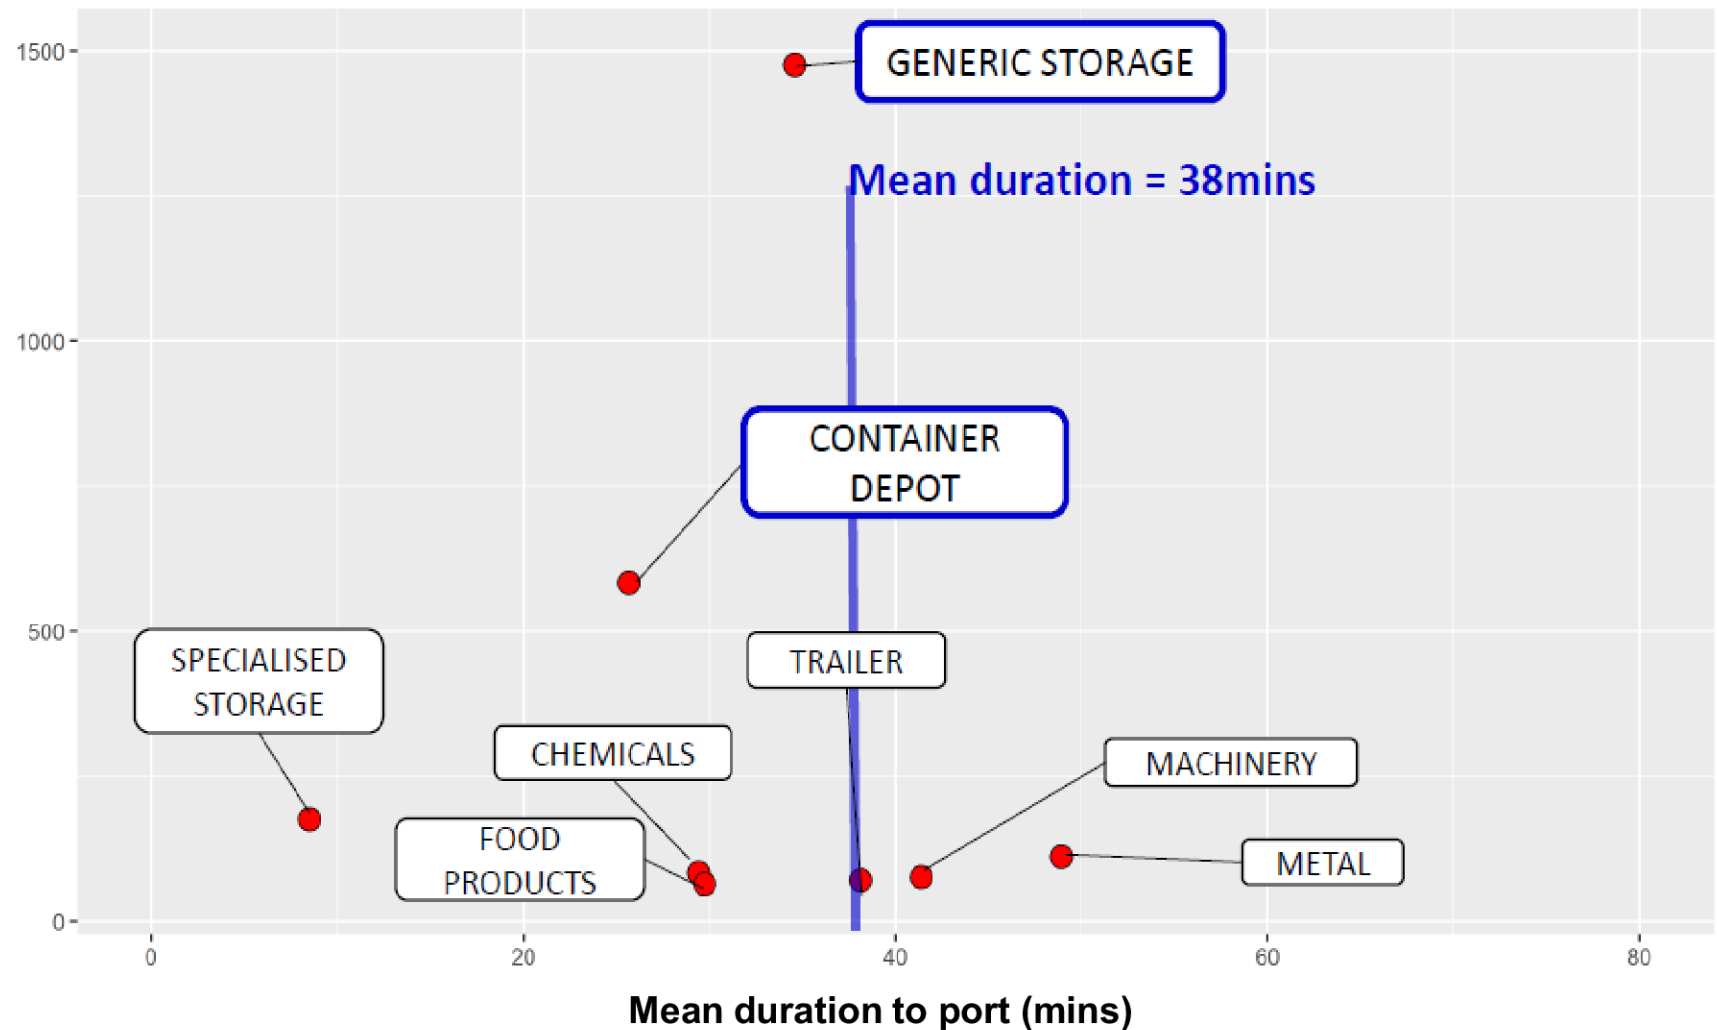 1500
GENERIC STORAGE
Mean duration = 38mins
1000
CONTAINER
DEPOT
500
SPECIALISED
STORAGE
TRAILER
CHEMICALS
MACHINERY
FOOD
PRODUCTS
METAL
0
0 20 40 60 80
Mean duration to port (mins)